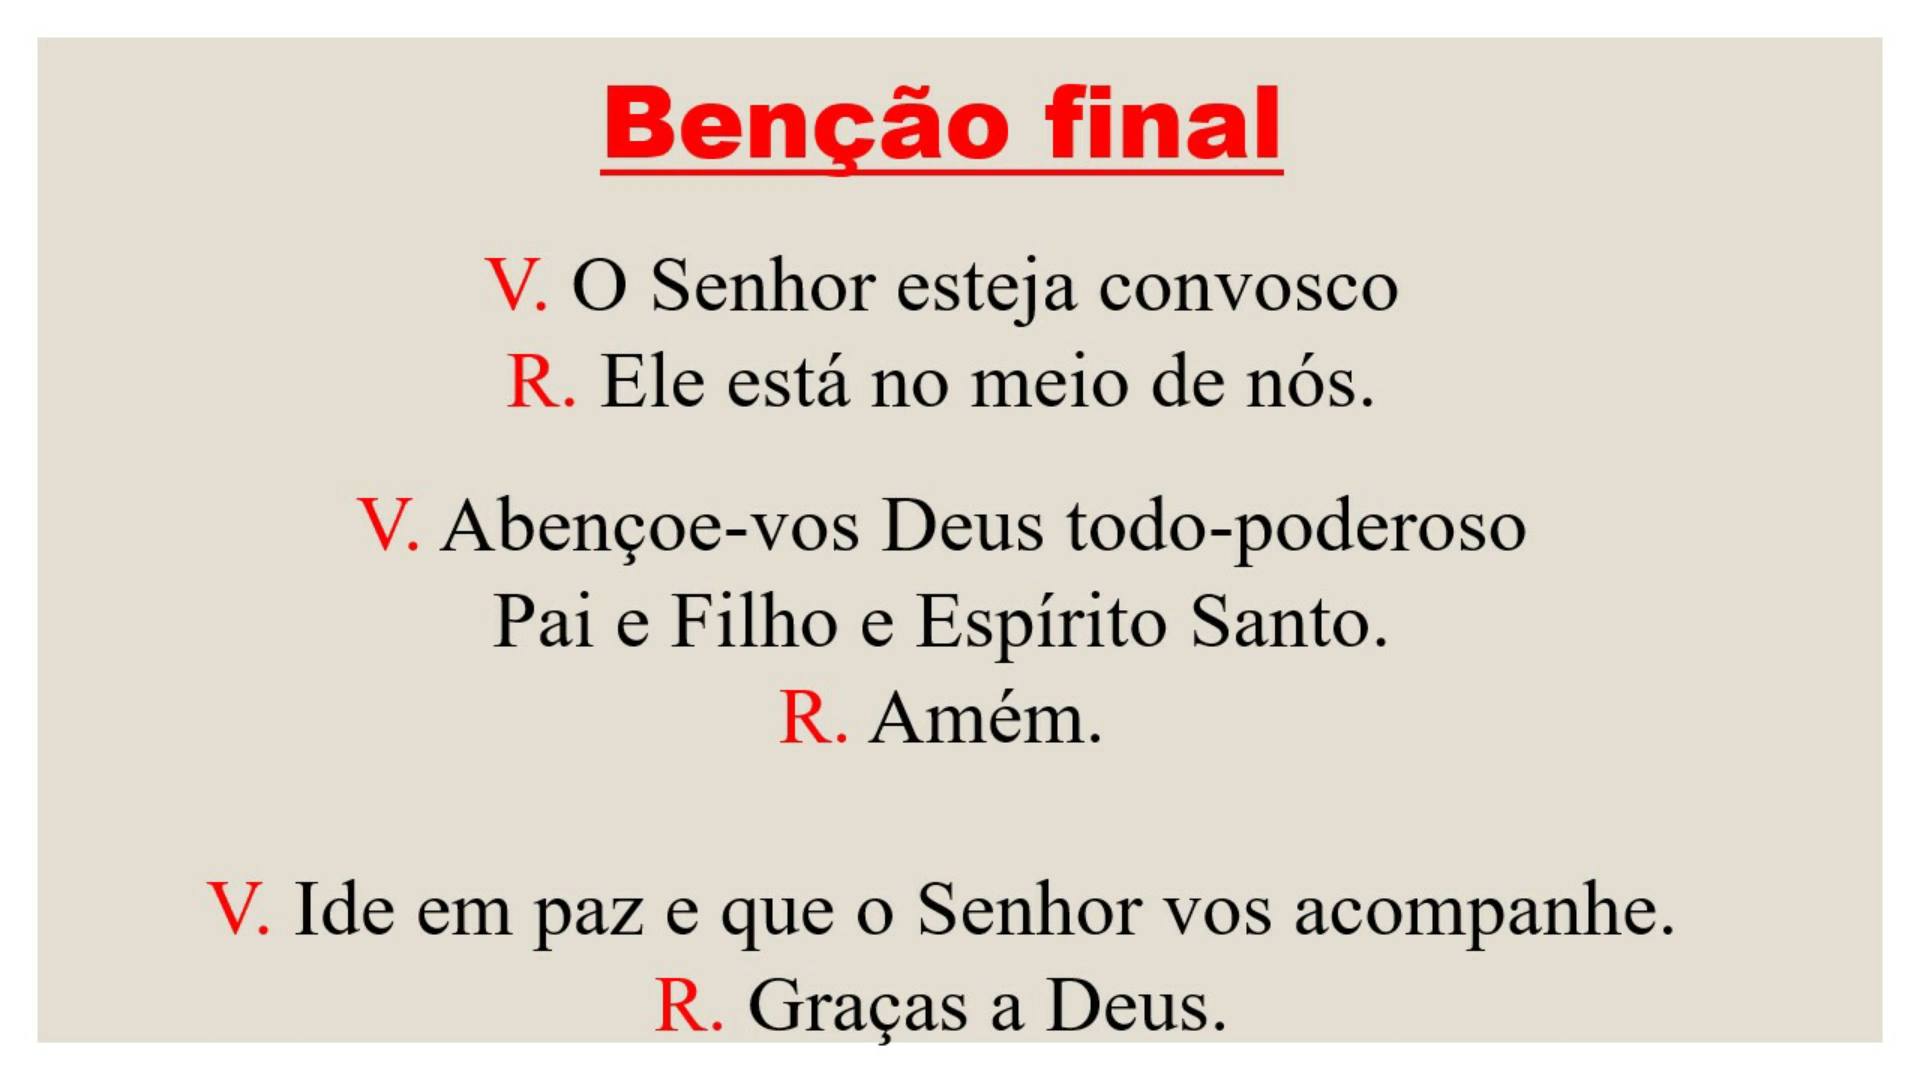 Benção final
V. O Senhor esteja convosco
R. Ele está no meio de nós.
V. Abençoe-vos Deus todo-poderoso
Pai e Filho e Espírito Santo.
R. Amém.
V. Ide em paz e que o Senhor vos acompanhe.
R. Graças a Deus.